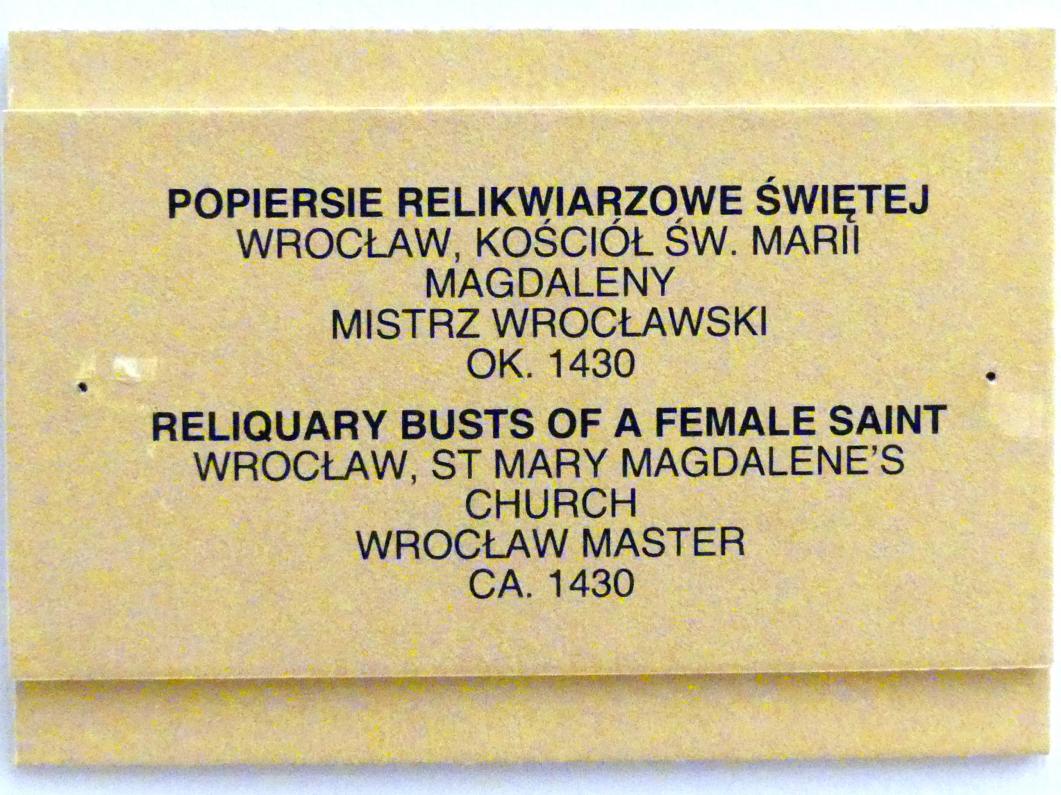 POPIERSIE RELIKWIARZOWE ŚWIĘTEJ
WROCŁAW, KOŚCIÓŁ ŚW. MARII
MAGDALENY
MISTRZ WROCŁAWSKI
OK. 1430
RELIQUARY BUSTS OF A FEMALE SAINT
WROCŁAW, ST MARY MAGDALENE'S
CHURCH
WROCŁAW MASTER
CA. 1430